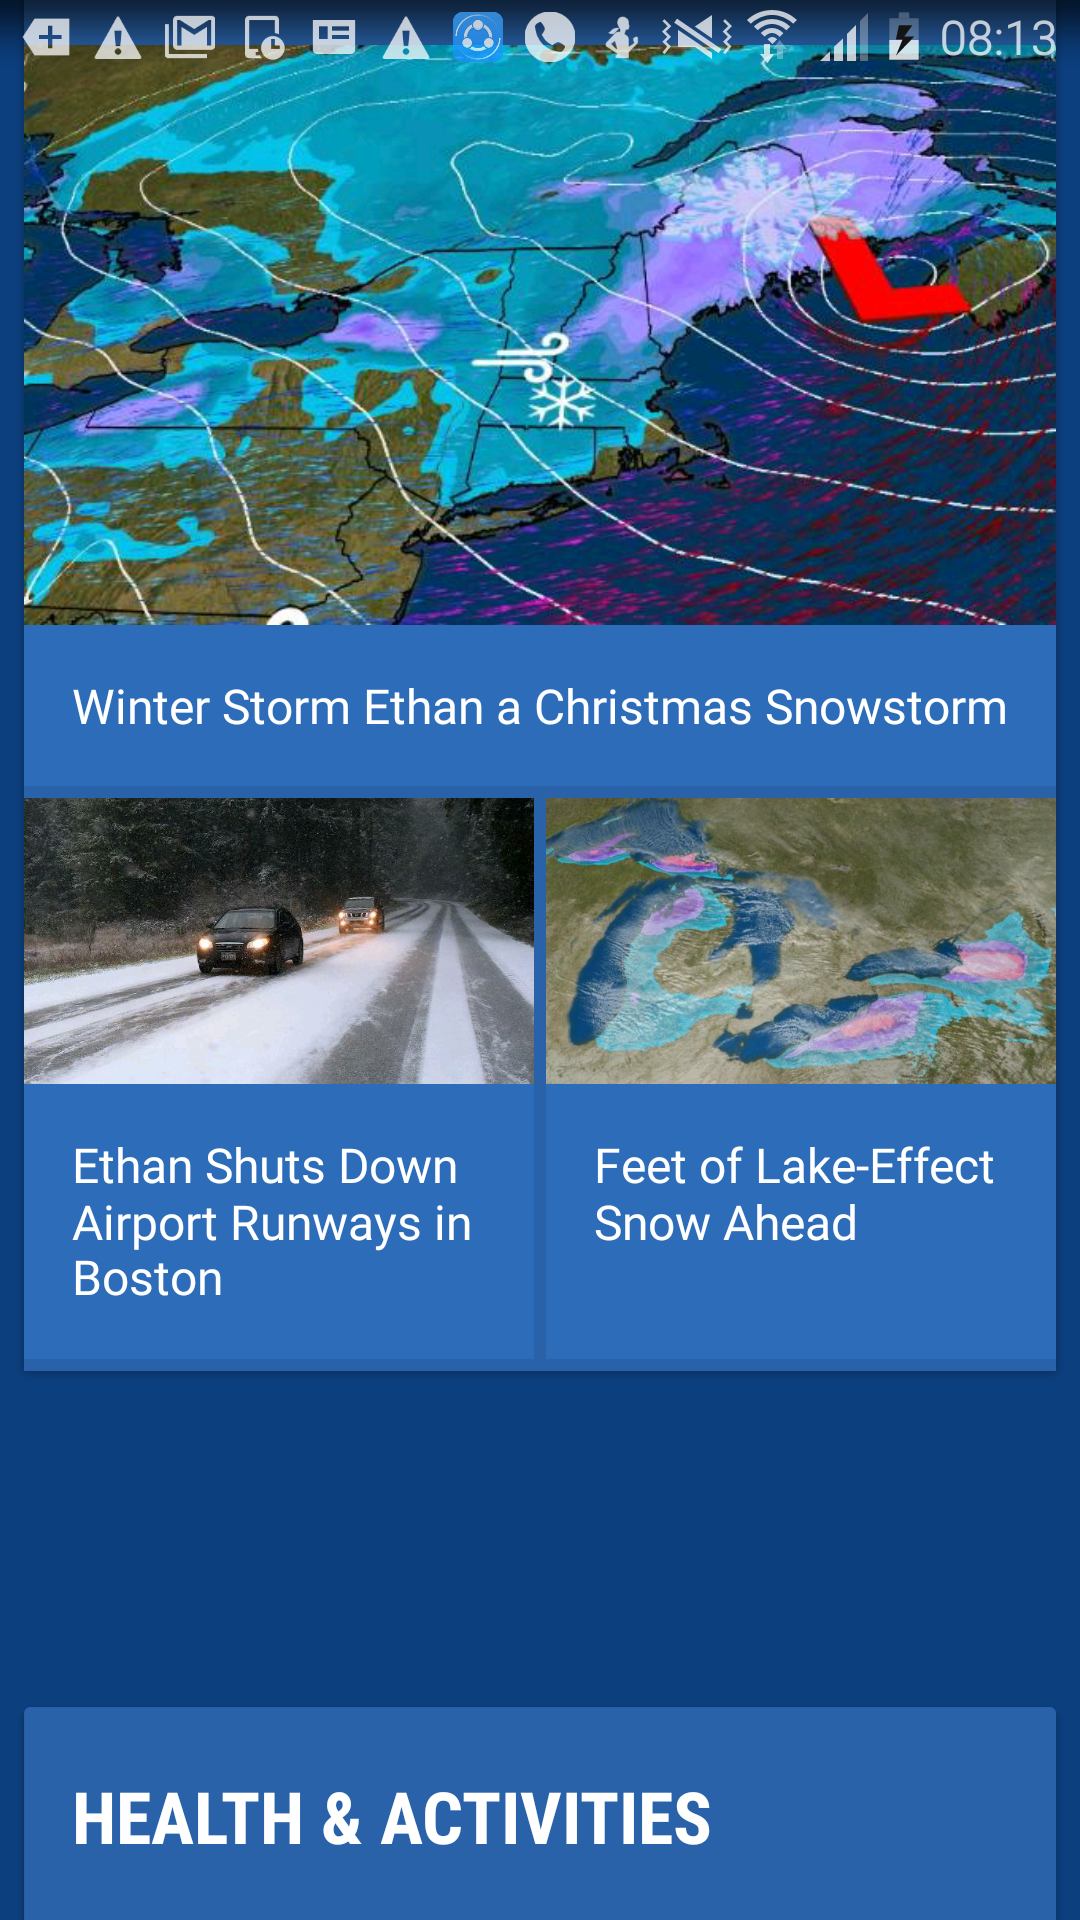 08:13
Winter Storm Ethan a Christmas Snowstorm
Ethan Shuts Down
Airport Runways in
Boston
Feet of Lake-Effect
Snow Ahead
HEALTH & ACTIVITIES